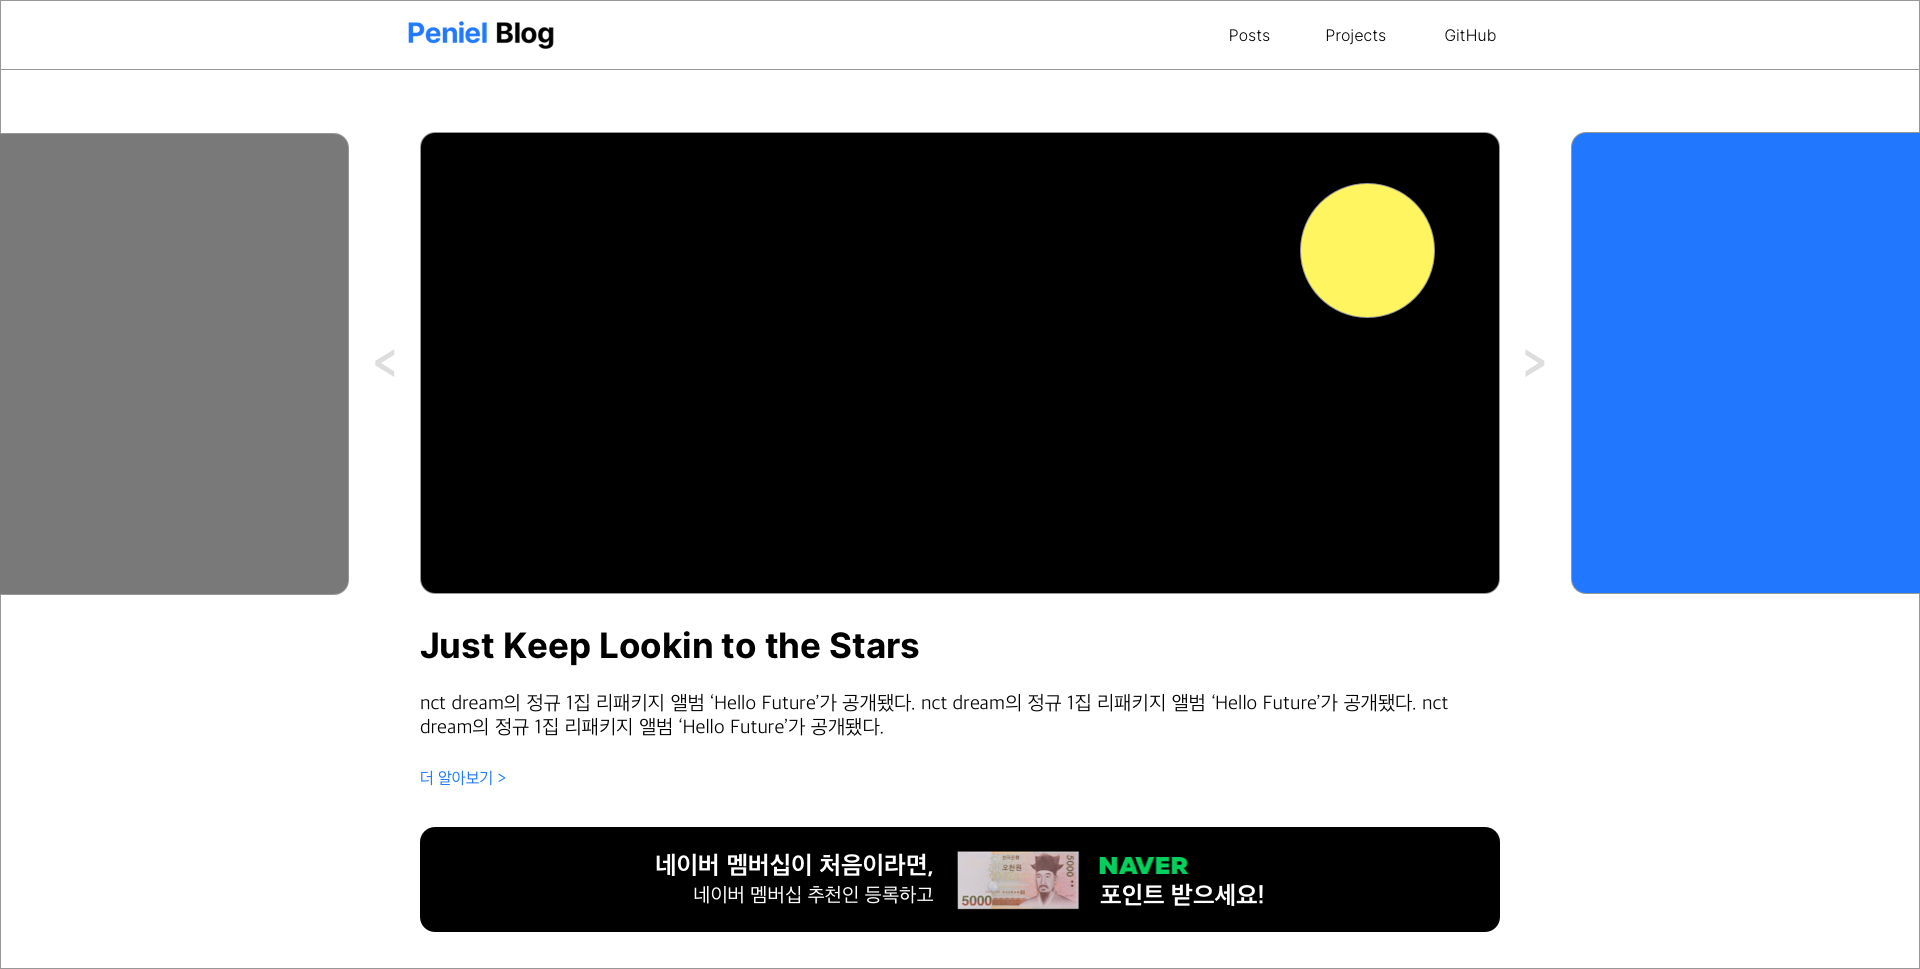 Peniel Blog
Posts
Projects
GitHub
<
>
Just Keep Lookin to the Stars
nct dream의 정규 1집 리패키지 앨범 ‘Hello Future’가 공개됐다. nct dream의 정규 1집 리패키지 앨범 ‘Hello Future’가 공개됐다. nct
dream의 정규 1집 리패키지 앨범 ‘Hello Future’가 공개됐다.
더 알아보기 >
네이버 멤버십이 처음이라면,
네이버 멤버십 추천인 등록하고
오천원
5000
5000
NAVER
포인트 받으세요!